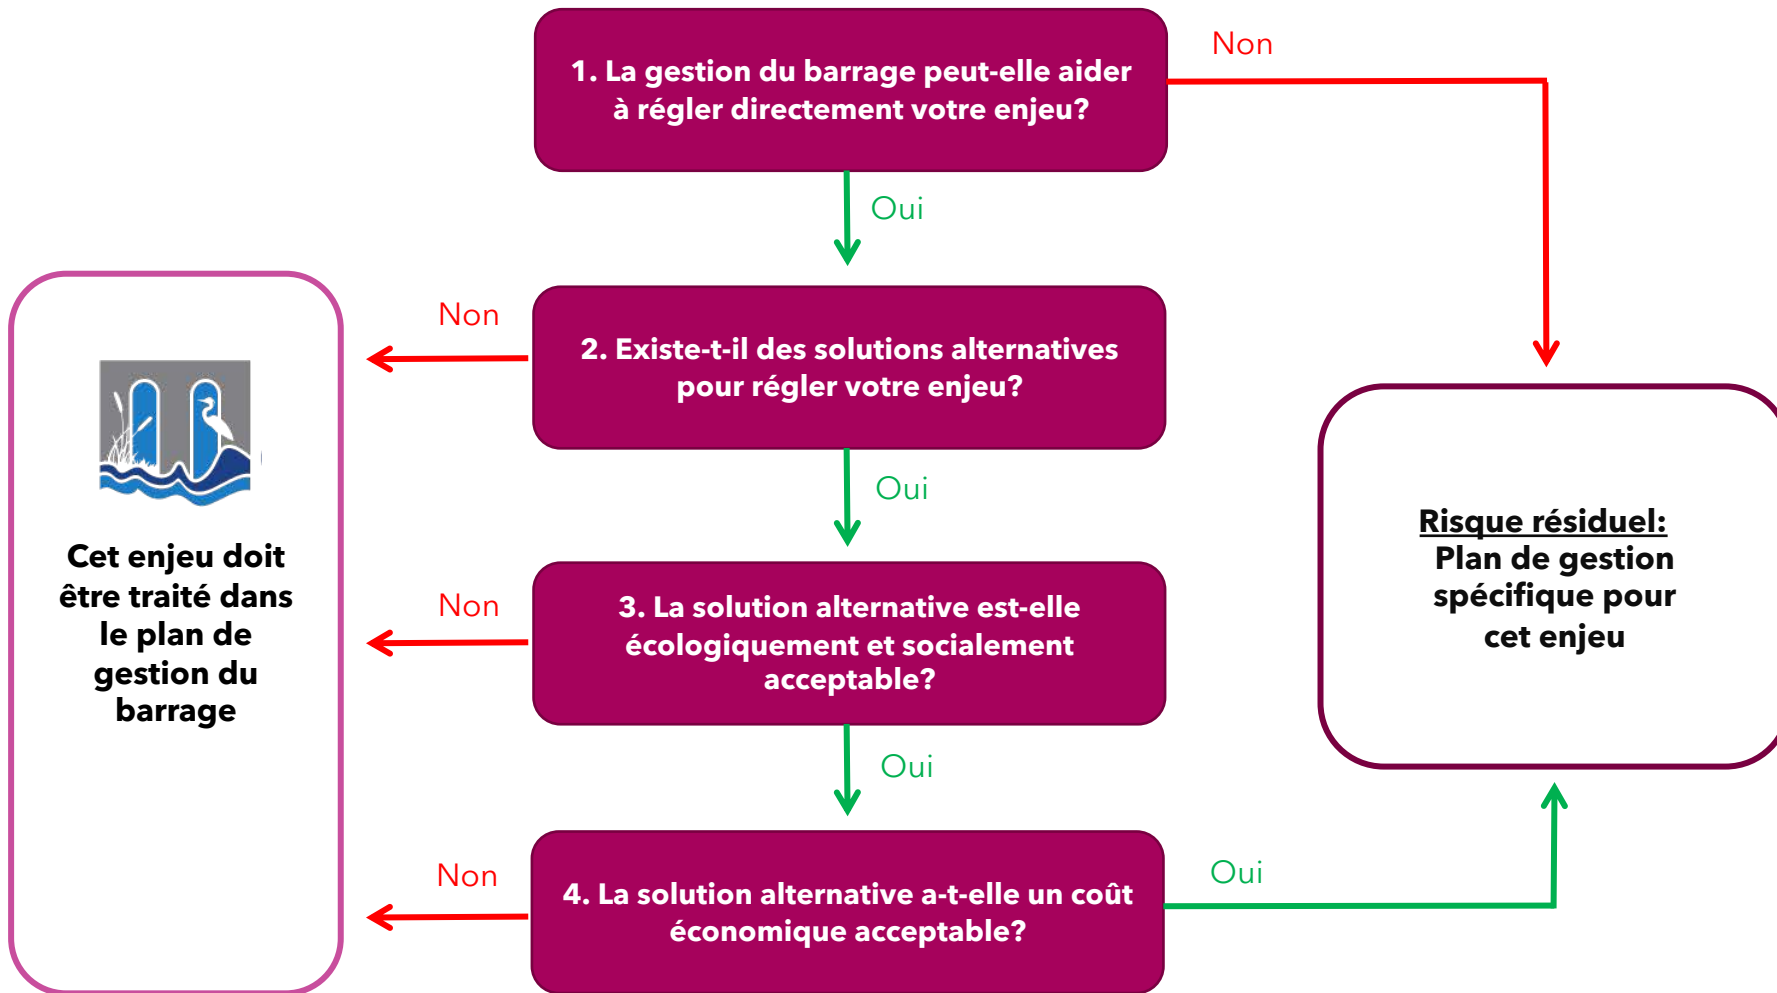 1. La gestion du barrage peut-elle aider
à régler directement votre enjeu?
Non
Oui
2. Existe-t-il des solutions alternatives
pour régler votre enjeu?
Non
Oui
3. La solution alternative est-elle
écologiquement et socialement
acceptable?
Non
Oui
4. La solution alternative a-t-elle un coût
économique acceptable?
Non
Oui
Cet enjeu doit
être traité dans
le plan de
gestion du
barrage
Risque résiduel:
Plan de gestion
spécifique pour
cet enjeu